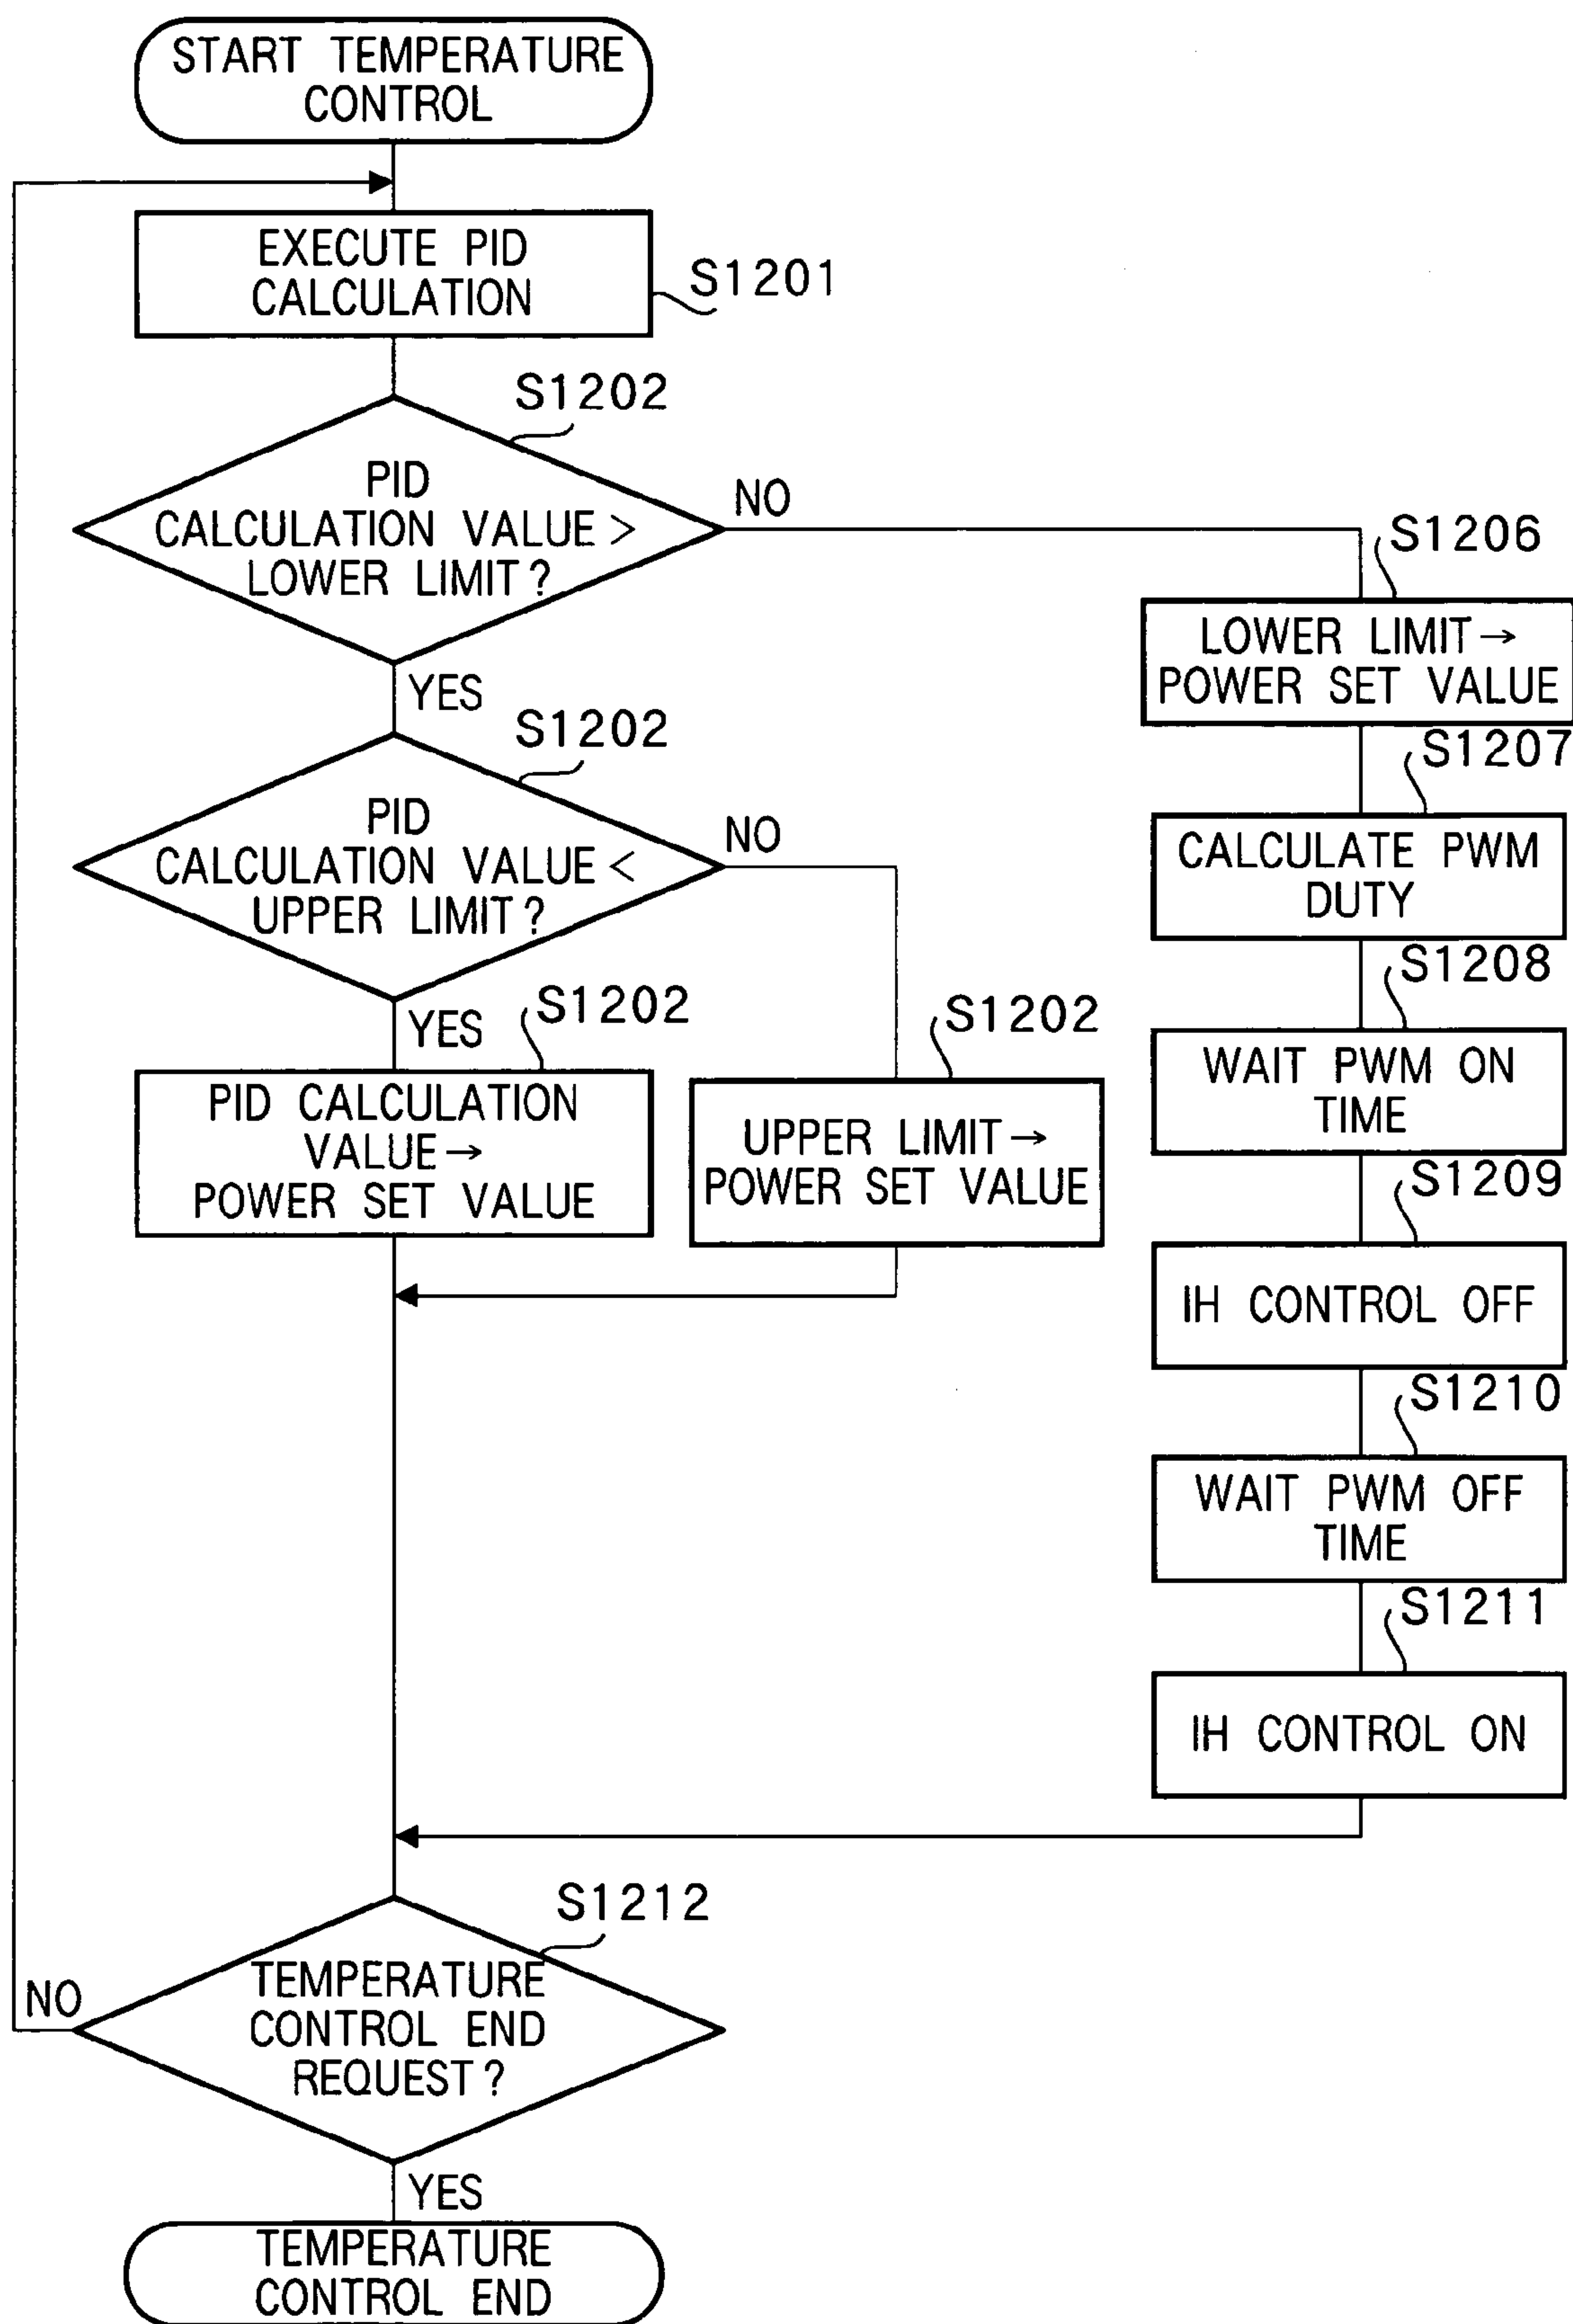 START TEMPERATURE
CONTROL
EXECUTE PID
CALCULATION
S1201
S1202
PID
CALCULATION VALUE >
LOWER LIMIT?
NO
YES
S1202
PID
CALCULATION VALUE <
UPPER LIMIT?
NO
YES
S1202
PID CALCULATION
VALUE→
POWER SET VALUE
S1202
UPPER LIMIT→
POWER SET VALUE
S1206
LOWER LIMIT→
POWER SET VALUE
S1207
CALCULATE PWM
DUTY
S1208
WAIT PWM ON
TIME
S1209
IH CONTROL OFF
S1210
WAIT PWM OFF
TIME
S1211
IH CONTROL ON
S1212
TEMPERATURE
CONTROL END
REQUEST?
NO
YES
TEMPERATURE
CONTROL END